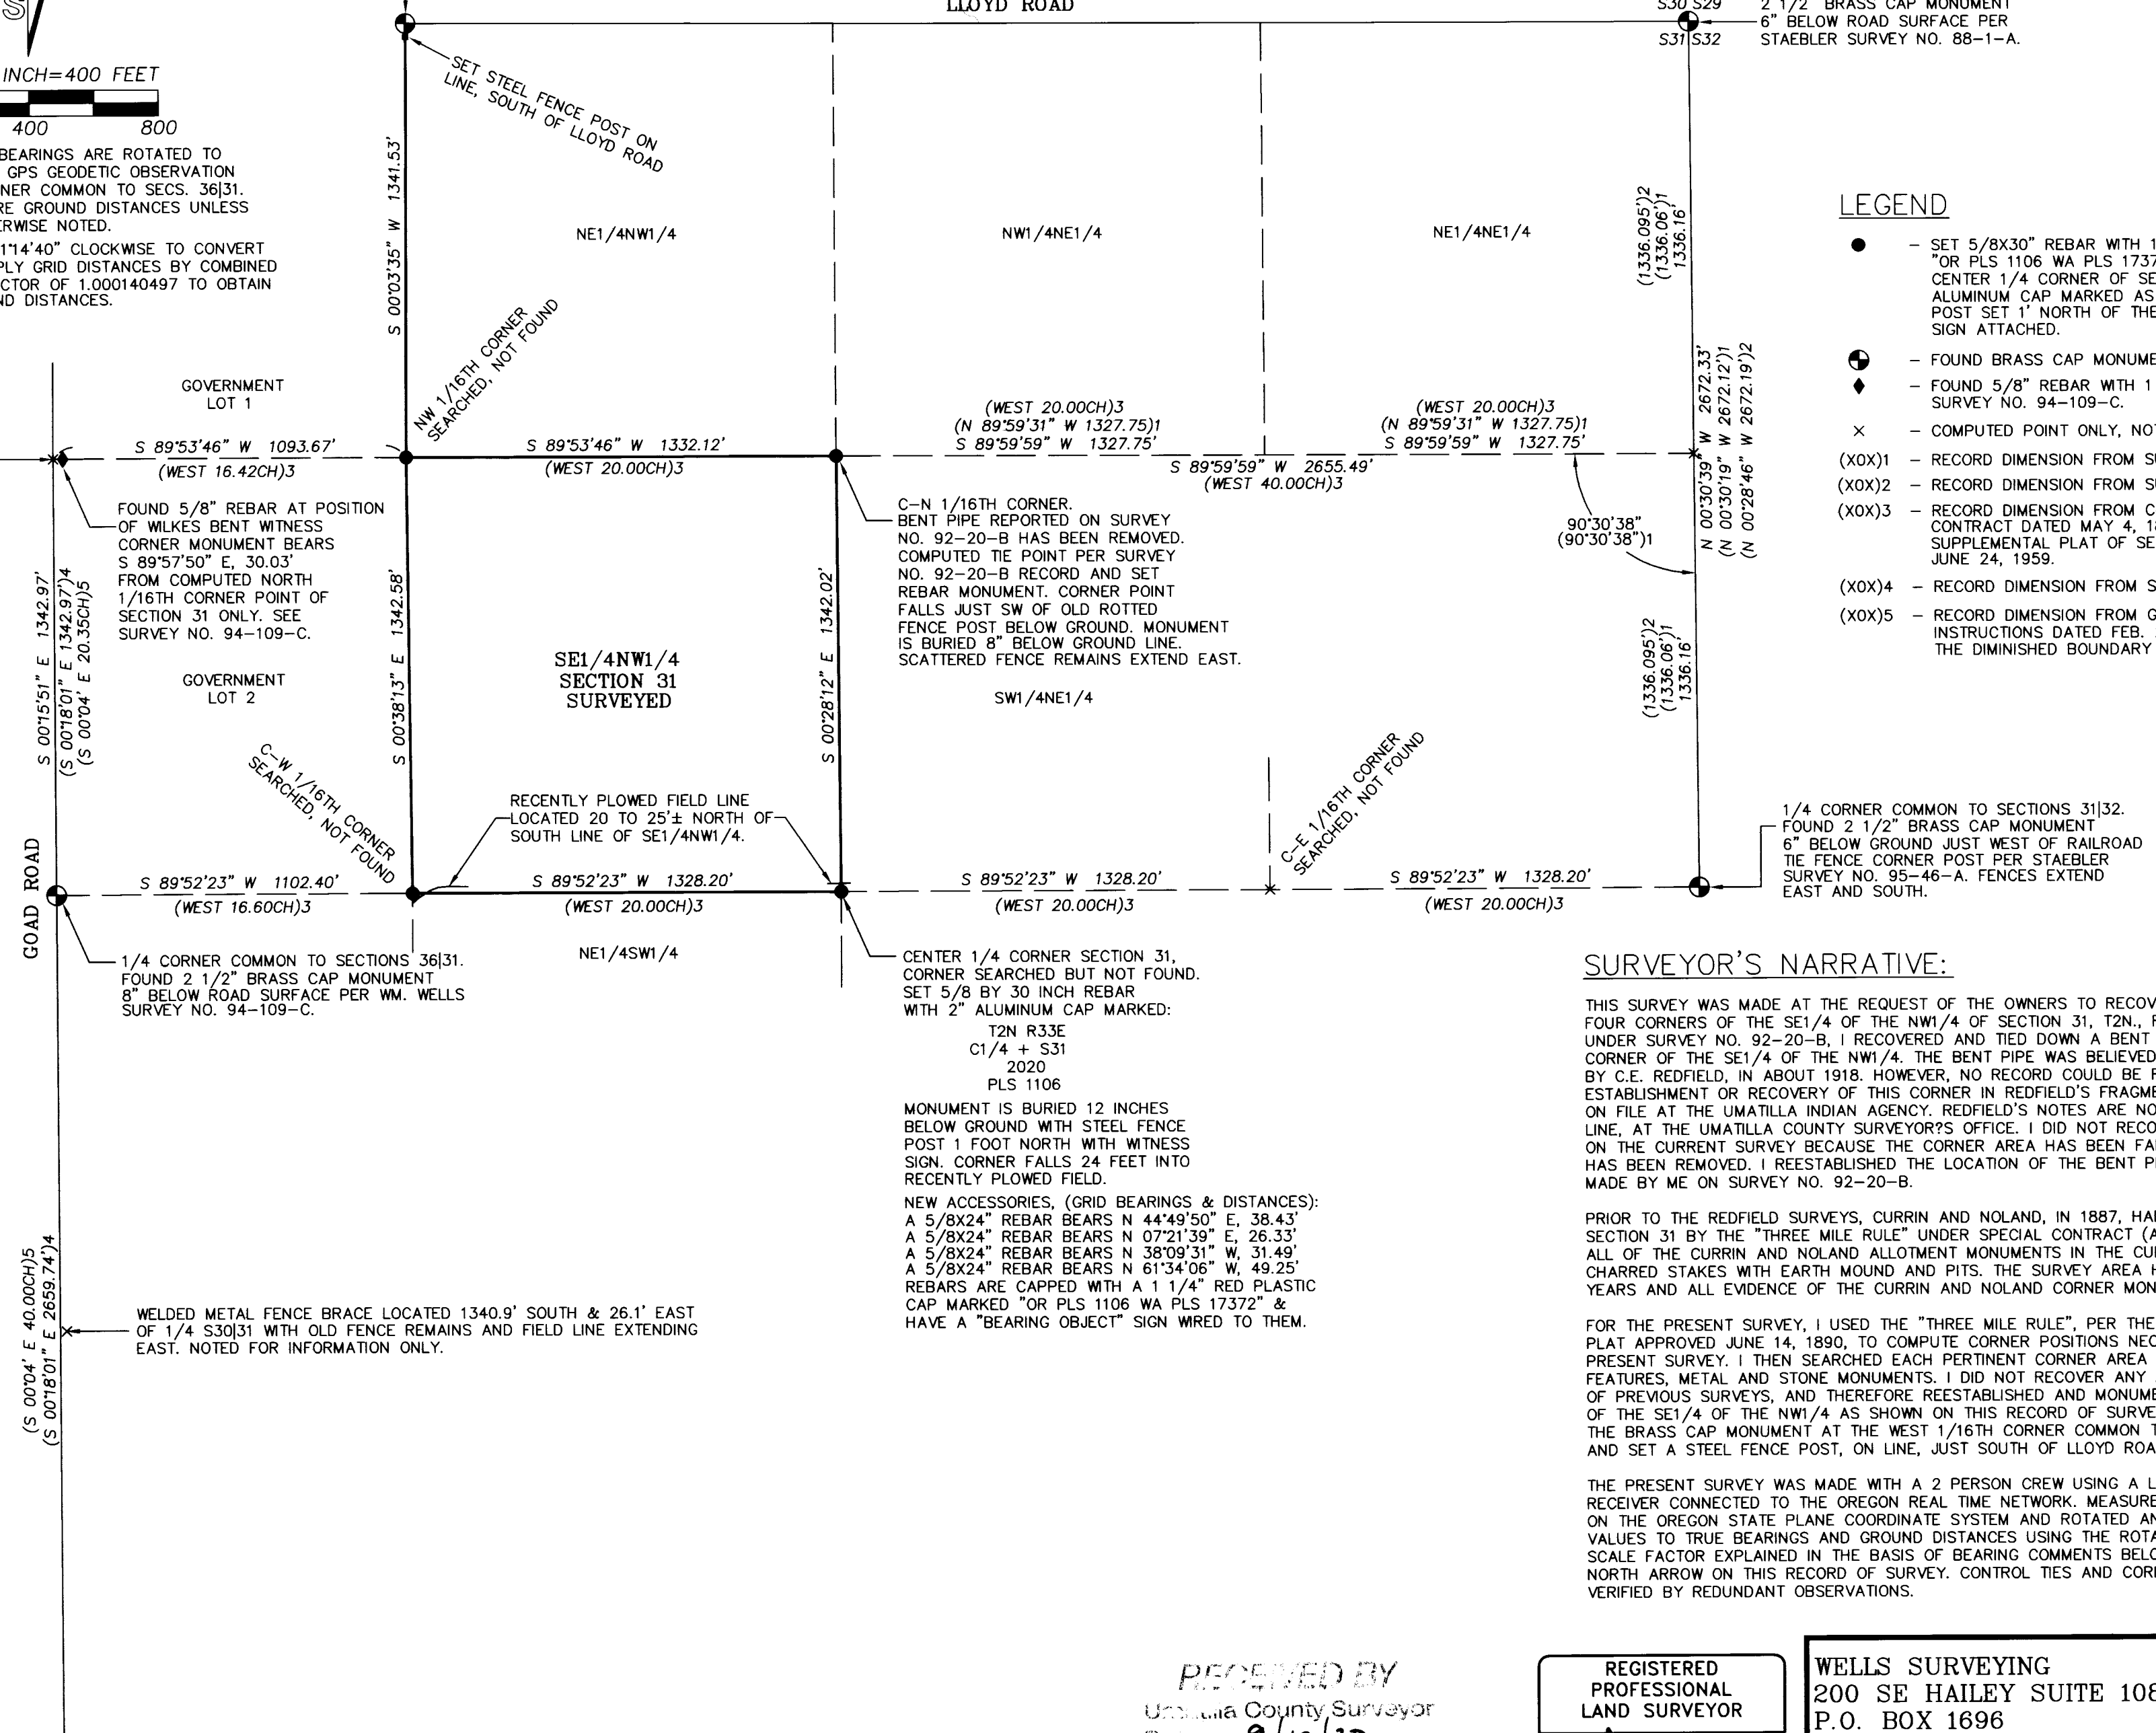 S
LLOYD ROAD
S30 S29
2 1/2" BRASS CAP MONUMENT
6" BELOW ROAD SURFACE PER
S31 S32
STAEBLER SURVEY NO. 88-1-A.
INCH=400 FEET
400 800
BEARINGS ARE ROTATED TO
GPS GEODETIC OBSERVATION
NER COMMON TO SECS. 36|31.
RE GROUND DISTANCES UNLESS
ERWISE NOTED.
1°14'40" CLOCKWISE TO CONVERT
PLY GRID DISTANCES BY COMBINED
CTOR OF 1.000140497 TO OBTAIN
ND DISTANCES.
SET STEEL FENCE POST ON
LINE, SOUTH OF LLOYD ROAD
S 00°03'35" W 1341.53'
NE1/4NW1/4
NW1/4NE1/4
NE1/4NE1/4
(1336.095')2
(1336.06')1
1336.16'
N 00°30'39" W 2672.33'
(N 00°30'19" W 2672.12')1
(N 00°28'46" W 2672.19')2
LEGEND
- SET 5/8X30" REBAR WITH 1
"OR PLS 1106 WA PLS 1737
CENTER 1/4 CORNER OF SE
ALUMINUM CAP MARKED AS
POST SET 1' NORTH OF THE
SIGN ATTACHED.
- FOUND BRASS CAP MONUME
- FOUND 5/8" REBAR WITH 1
SURVEY NO. 94-109-C.
× - COMPUTED POINT ONLY, NO
(X0X)1 - RECORD DIMENSION FROM S
(X0X)2 - RECORD DIMENSION FROM S
(X0X)3 - RECORD DIMENSION FROM C
CONTRACT DATED MAY 4, 18
SUPPLEMENTAL PLAT OF SE
JUNE 24, 1959.
(X0X)4 - RECORD DIMENSION FROM S
(X0X)5 - RECORD DIMENSION FROM G
INSTRUCTIONS DATED FEB.
THE DIMINISHED BOUNDARY
NW 1/16TH CORNER
SEARCHED, NOT FOUND
GOVERNMENT
LOT 1
S 89°53'46" W 1093.67'
(WEST 16.42CH)3
S 89°53'46" W 1332.12'
(WEST 20.00CH)3
(WEST 20.00CH)3
(N 89°59'31" W 1327.75)1
S 89°59'59" W 1327.75'
(WEST 20.00CH)3
(N 89°59'31" W 1327.75)1
S 89°59'59" W 1327.75'
S 89°59'59" W 2655.49'
(WEST 40.00CH)3
90°30'38"
(90°30'38")1
FOUND 5/8" REBAR AT POSITION
OF WILKES BENT WITNESS
CORNER MONUMENT BEARS
S 89°57'50" E, 30.03'
FROM COMPUTED NORTH
1/16TH CORNER POINT OF
SECTION 31 ONLY. SEE
SURVEY NO. 94-109-C.
C-N 1/16TH CORNER.
BENT PIPE REPORTED ON SURVEY
NO. 92-20-B HAS BEEN REMOVED.
COMPUTED TIE POINT PER SURVEY
NO. 92-20-B RECORD AND SET
REBAR MONUMENT. CORNER POINT
FALLS JUST SW OF OLD ROTTED
FENCE POST BELOW GROUND. MONUMENT
IS BURIED 8" BELOW GROUND LINE.
SCATTERED FENCE REMAINS EXTEND EAST.
S 00°15'51" E 1342.97'
(S 00°18'01" E 1342.97')4
(S 00°04' E 20.35CH)5
GOVERNMENT
LOT 2
S 00°38'13" E 1342.58'
SE1/4NW1/4
SECTION 31
SURVEYED
S 00°28'12" E 1342.02'
SW1/4NE1/4
(1336.095')2
(1336.06')1
1336.16'
C-W 1/16TH CORNER
SEARCHED, NOT FOUND
RECENTLY PLOWED FIELD LINE
LOCATED 20 TO 25'± NORTH OF
SOUTH LINE OF SE1/4NW1/4.
C-E 1/16TH CORNER
SEARCHED, NOT FOUND
1/4 CORNER COMMON TO SECTIONS 31|32.
FOUND 2 1/2" BRASS CAP MONUMENT
6" BELOW GROUND JUST WEST OF RAILROAD
TIE FENCE CORNER POST PER STAEBLER
SURVEY NO. 95-46-A. FENCES EXTEND
EAST AND SOUTH.
GOAD ROAD
S 89°52'23" W 1102.40'
(WEST 16.60CH)3
S 89°52'23" W 1328.20'
(WEST 20.00CH)3
S 89°52'23" W 1328.20'
(WEST 20.00CH)3
S 89°52'23" W 1328.20'
(WEST 20.00CH)3
1/4 CORNER COMMON TO SECTIONS 36|31.
FOUND 2 1/2" BRASS CAP MONUMENT
8" BELOW ROAD SURFACE PER WM. WELLS
SURVEY NO. 94-109-C.
NE1/4SW1/4
CENTER 1/4 CORNER SECTION 31,
CORNER SEARCHED BUT NOT FOUND.
SET 5/8 BY 30 INCH REBAR
WITH 2" ALUMINUM CAP MARKED:
T2N R33E
C1/4 + S31
2020
PLS 1106
MONUMENT IS BURIED 12 INCHES
BELOW GROUND WITH STEEL FENCE
POST 1 FOOT NORTH WITH WITNESS
SIGN. CORNER FALLS 24 FEET INTO
RECENTLY PLOWED FIELD.
NEW ACCESSORIES, (GRID BEARINGS & DISTANCES):
A 5/8X24" REBAR BEARS N 44°49'50" E, 38.43'
A 5/8X24" REBAR BEARS N 07°21'39" E, 26.33'
A 5/8X24" REBAR BEARS N 38°09'31" W, 31.49'
A 5/8X24" REBAR BEARS N 61°34'06" W, 49.25'
REBARS ARE CAPPED WITH A 1 1/4" RED PLASTIC
CAP MARKED "OR PLS 1106 WA PLS 17372" &
HAVE A "BEARING OBJECT" SIGN WIRED TO THEM.
(S 00°04' E 40.00CH)5
(S 00°18'01" E 2659.74')4
WELDED METAL FENCE BRACE LOCATED 1340.9' SOUTH & 26.1' EAST
OF 1/4 S30|31 WITH OLD FENCE REMAINS AND FIELD LINE EXTENDING
EAST. NOTED FOR INFORMATION ONLY.
SURVEYOR'S NARRATIVE:
THIS SURVEY WAS MADE AT THE REQUEST OF THE OWNERS TO RECOV
FOUR CORNERS OF THE SE1/4 OF THE NW1/4 OF SECTION 31, T2N.,
UNDER SURVEY NO. 92-20-B, I RECOVERED AND TIED DOWN A BENT
CORNER OF THE SE1/4 OF THE NW1/4. THE BENT PIPE WAS BELIEVED
BY C.E. REDFIELD, IN ABOUT 1918. HOWEVER, NO RECORD COULD BE F
ESTABLISHMENT OR RECOVERY OF THIS CORNER IN REDFIELD'S FRAGME
ON FILE AT THE UMATILLA INDIAN AGENCY. REDFIELD'S NOTES ARE NO
LINE, AT THE UMATILLA COUNTY SURVEYOR?S OFFICE. I DID NOT RECO
ON THE CURRENT SURVEY BECAUSE THE CORNER AREA HAS BEEN FA
HAS BEEN REMOVED. I REESTABLISHED THE LOCATION OF THE BENT P
MADE BY ME ON SURVEY NO. 92-20-B.
PRIOR TO THE REDFIELD SURVEYS, CURRIN AND NOLAND, IN 1887, HA
SECTION 31 BY THE "THREE MILE RULE" UNDER SPECIAL CONTRACT (A
ALL OF THE CURRIN AND NOLAND ALLOTMENT MONUMENTS IN THE CU
CHARRED STAKES WITH EARTH MOUND AND PITS. THE SURVEY AREA H
YEARS AND ALL EVIDENCE OF THE CURRIN AND NOLAND CORNER MON
FOR THE PRESENT SURVEY, I USED THE "THREE MILE RULE", PER THE
PLAT APPROVED JUNE 14, 1890, TO COMPUTE CORNER POSITIONS NEC
PRESENT SURVEY. I THEN SEARCHED EACH PERTINENT CORNER AREA
FEATURES, METAL AND STONE MONUMENTS. I DID NOT RECOVER ANY
OF PREVIOUS SURVEYS, AND THEREFORE REESTABLISHED AND MONUME
OF THE SE1/4 OF THE NW1/4 AS SHOWN ON THIS RECORD OF SURVE
THE BRASS CAP MONUMENT AT THE WEST 1/16TH CORNER COMMON T
AND SET A STEEL FENCE POST, ON LINE, JUST SOUTH OF LLOYD ROA
THE PRESENT SURVEY WAS MADE WITH A 2 PERSON CREW USING A L
RECEIVER CONNECTED TO THE OREGON REAL TIME NETWORK. MEASURE
ON THE OREGON STATE PLANE COORDINATE SYSTEM AND ROTATED AN
VALUES TO TRUE BEARINGS AND GROUND DISTANCES USING THE ROTA
SCALE FACTOR EXPLAINED IN THE BASIS OF BEARING COMMENTS BELO
NORTH ARROW ON THIS RECORD OF SURVEY. CONTROL TIES AND COR
VERIFIED BY REDUNDANT OBSERVATIONS.
RECEIVED BY
Umatilla County Surveyor
REGISTERED
PROFESSIONAL
LAND SURVEYOR
WELLS SURVEYING
200 SE HAILEY SUITE 108
P.O. BOX 1696